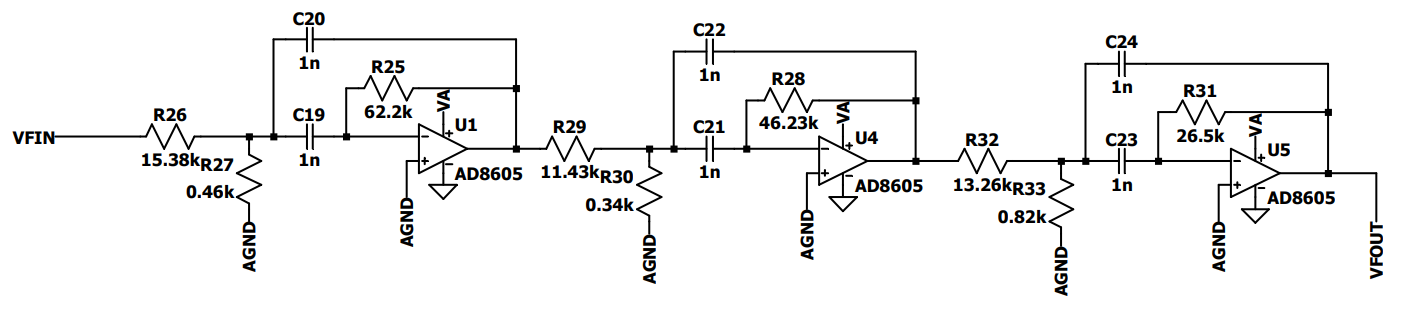 C20
1n
R25
62.2k
VA
R26
15.38k
C19
1n
U1
AD8605
VFIN
R27
0.46k
AGND
AGND
C22
1n
R28
46.23k
VA
R29
11.43k
C21
1n
U4
AD8605
R30
0.34k
AGND
AGND
C24
1n
R31
26.5k
VA
R32
13.26k
C23
1n
U5
AD8605
R33
0.82k
AGND
AGND
VFOUT